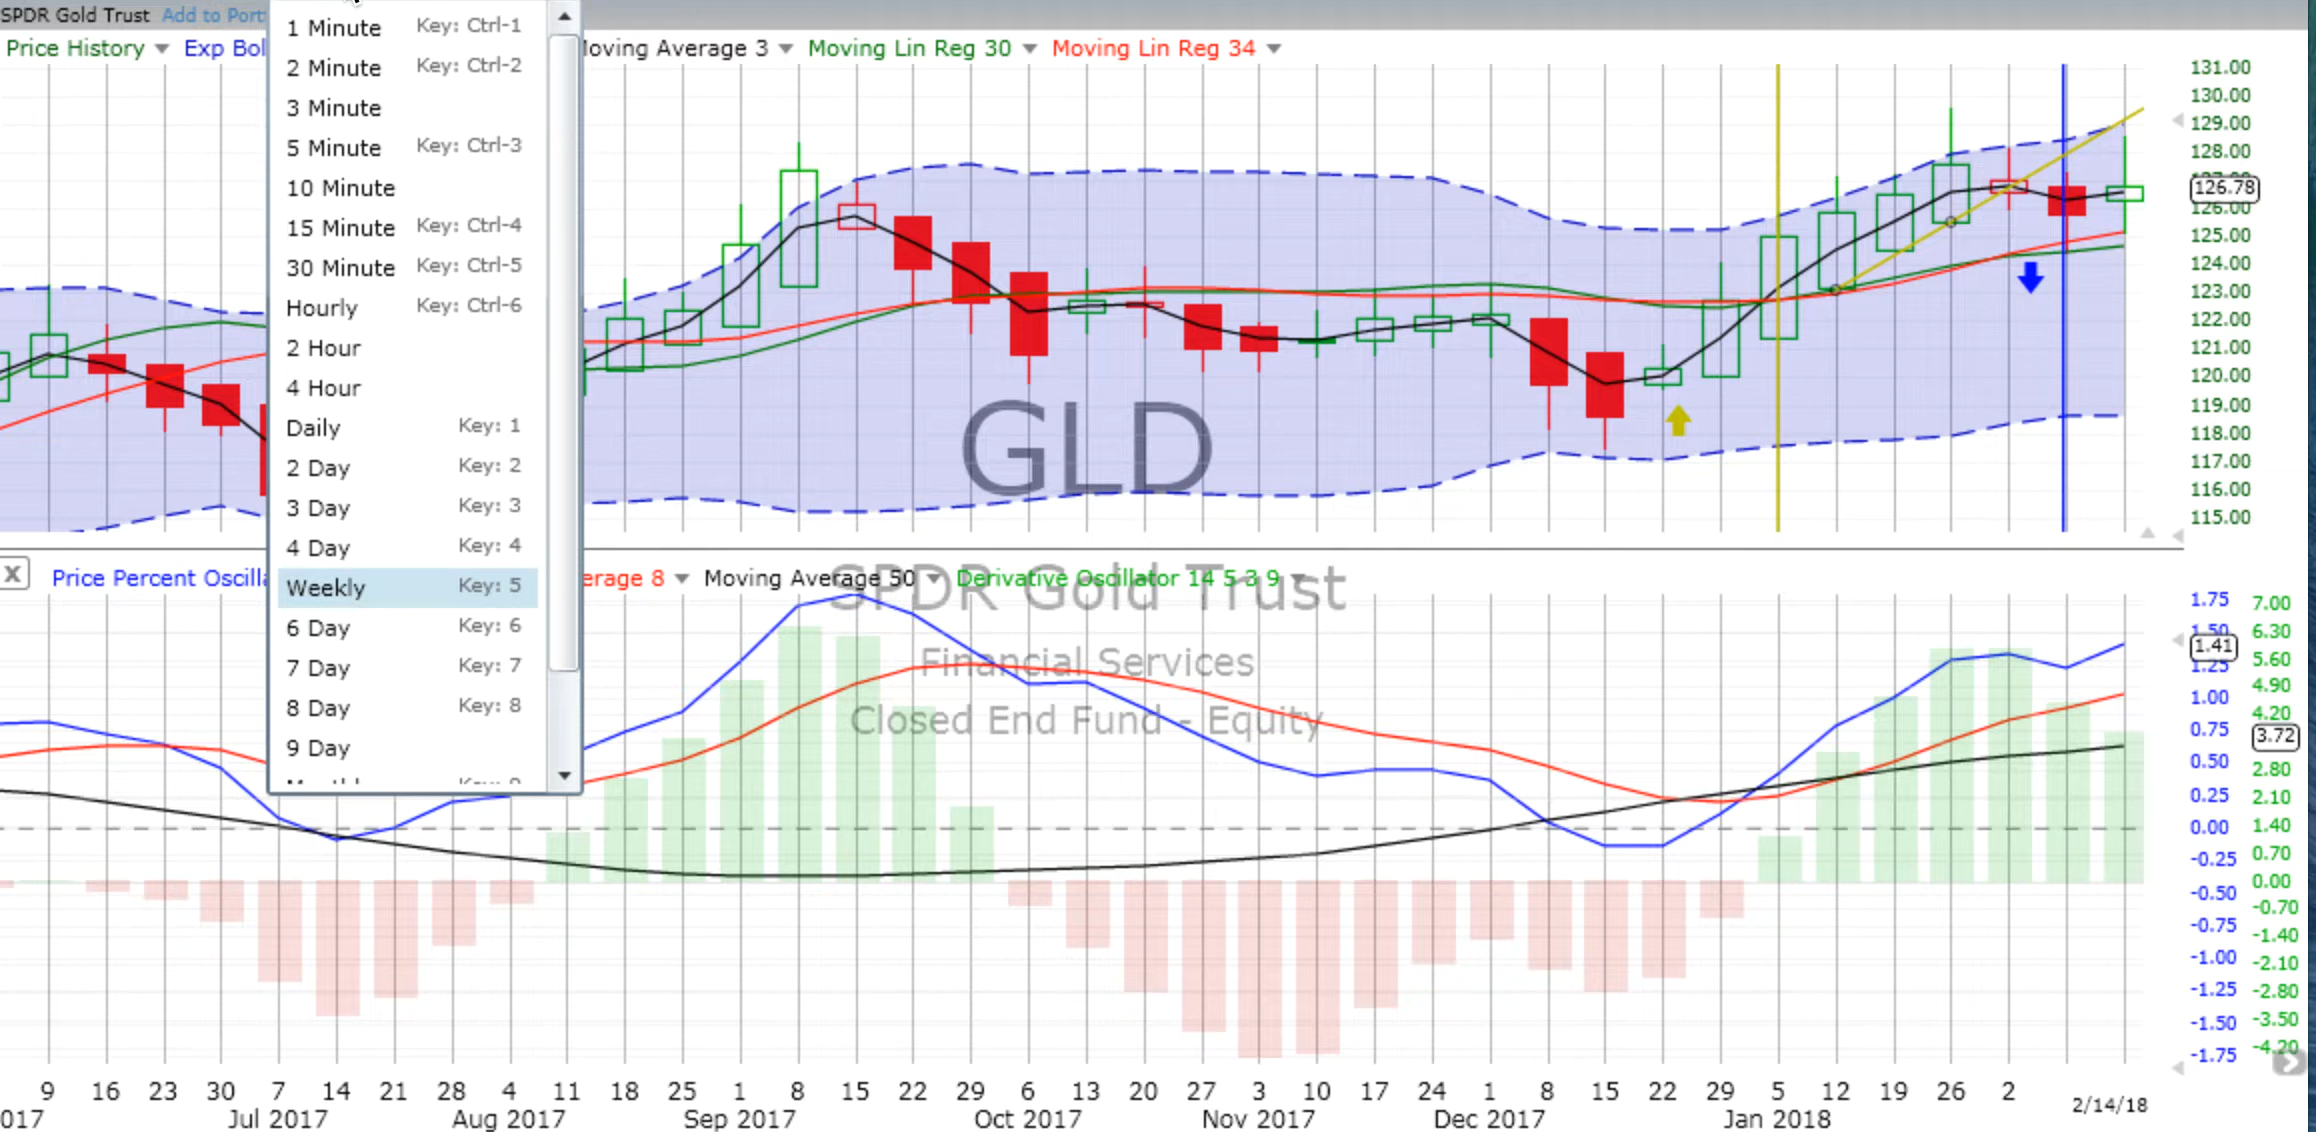 SPDR Gold Trust Add to Port
Price History Exp Bol Moving Average 3 Moving Lin Reg 30 Moving Lin Reg 34
1 Minute Key: Ctrl-1
2 Minute Key: Ctrl-2
3 Minute
5 Minute Key: Ctrl-3
10 Minute
15 Minute Key: Ctrl-4
30 Minute Key: Ctrl-5
Hourly Key: Ctrl-6
2 Hour
4 Hour
Daily Key: 1
2 Day Key: 2
3 Day Key: 3
4 Day Key: 4
Weekly Key: 5
6 Day Key: 6
7 Day Key: 7
8 Day Key: 8
9 Day
131.00
130.00
129.00
128.00
126.78
126.00
125.00
124.00
123.00
122.00
121.00
120.00
119.00
118.00
117.00
116.00
115.00
GLD
X Price Percent Oscilla erage 8 Moving Average 50 Derivative Oscillator 14 5 3 9
SPDR Gold Trust
Financial Services
Closed End Fund - Equity
1.75
1.50
1.41
1.25
1.00
0.75
0.50
0.25
0.00
-0.25
-0.50
-0.75
-1.00
-1.25
-1.50
-1.75
7.00
6.30
5.60
4.90
4.20
3.72
2.80
2.10
1.40
0.70
0.00
-0.70
-1.40
-2.10
-2.80
-3.50
-4.20
9 16 23 30 7 14 21 28 4 11 18 25 1 8 15 22 29 6 13 20 27 3 10 17 24 1 8 15 22 29 5 12 19 26 2
017 Jul 2017 Aug 2017 Sep 2017 Oct 2017 Nov 2017 Dec 2017 Jan 2018 2/14/18